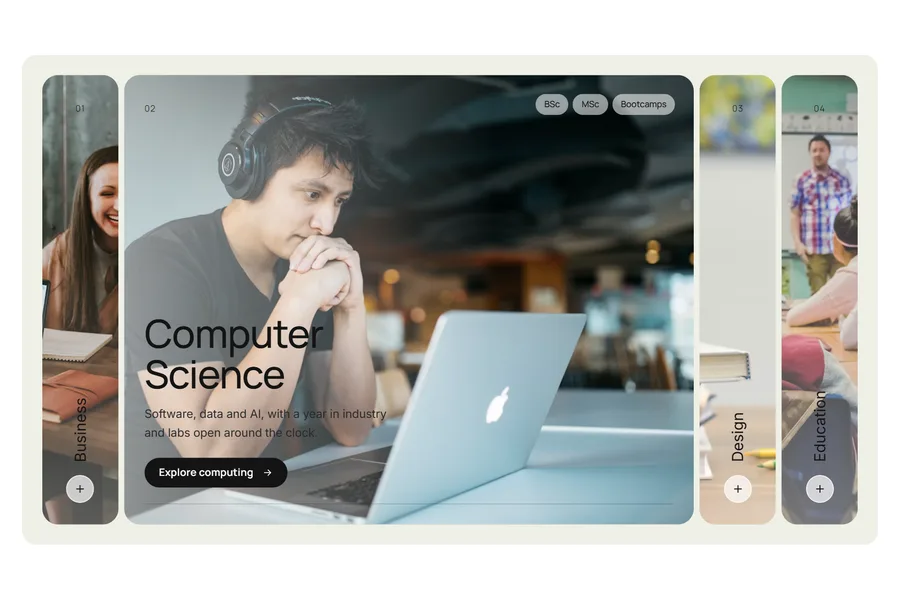 01
Business
02
BSc
MSc
Bootcamps
Computer
Science
Software, data and AI, with a year in industry
and labs open around the clock.
Explore computing →
03
Design
04
Education